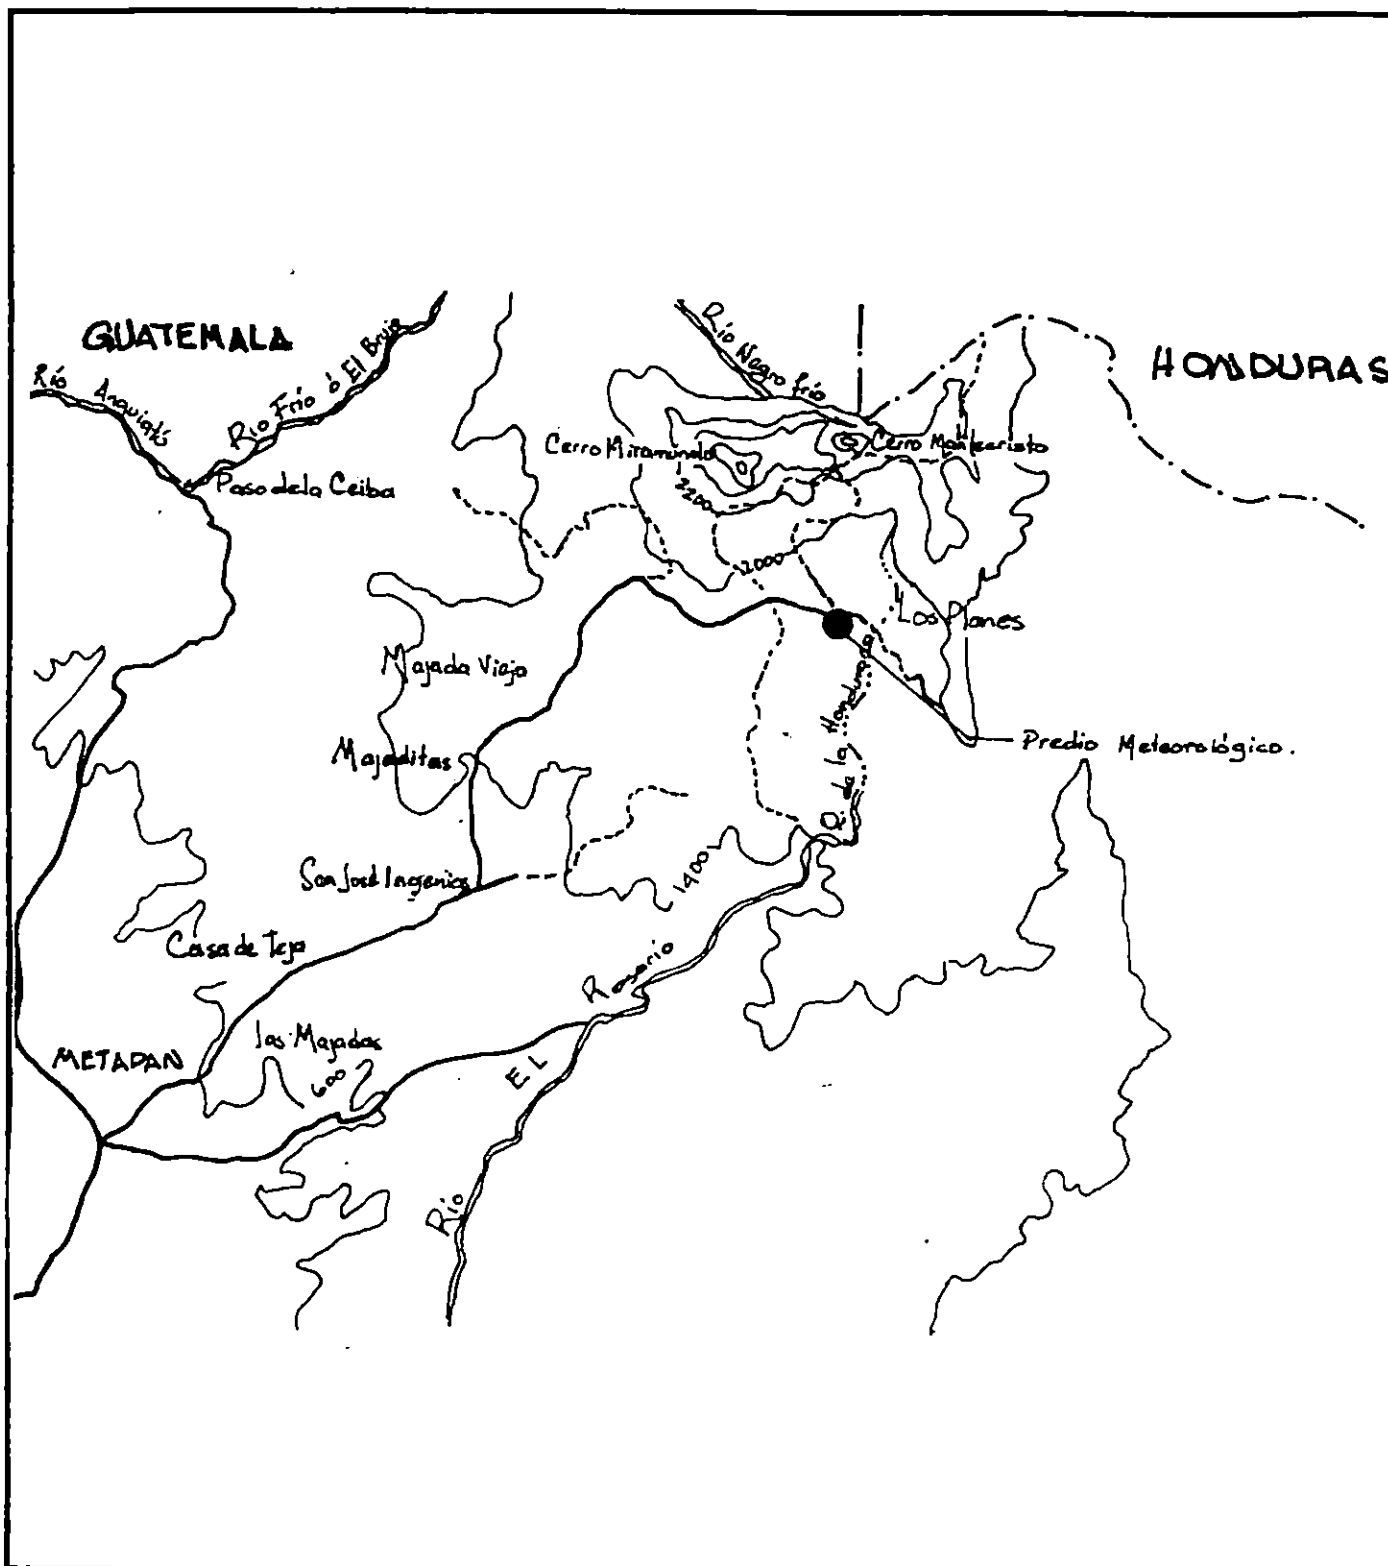 GUATEMALA
HONDURAS
Río Anguiatú
Río Frío ó El Brujo
Río Negro frío
Cerro Miramundo
Cerro Montecristo
Paso de la Ceiba
2200
2000
Los Planes
Majada Vieja
R. de la Honduras
Predio Meteorológico.
Majaditas
1400
San José Ingenios
Casa de Teja
Río EL Rosario
las Majadas
METAPAN
600